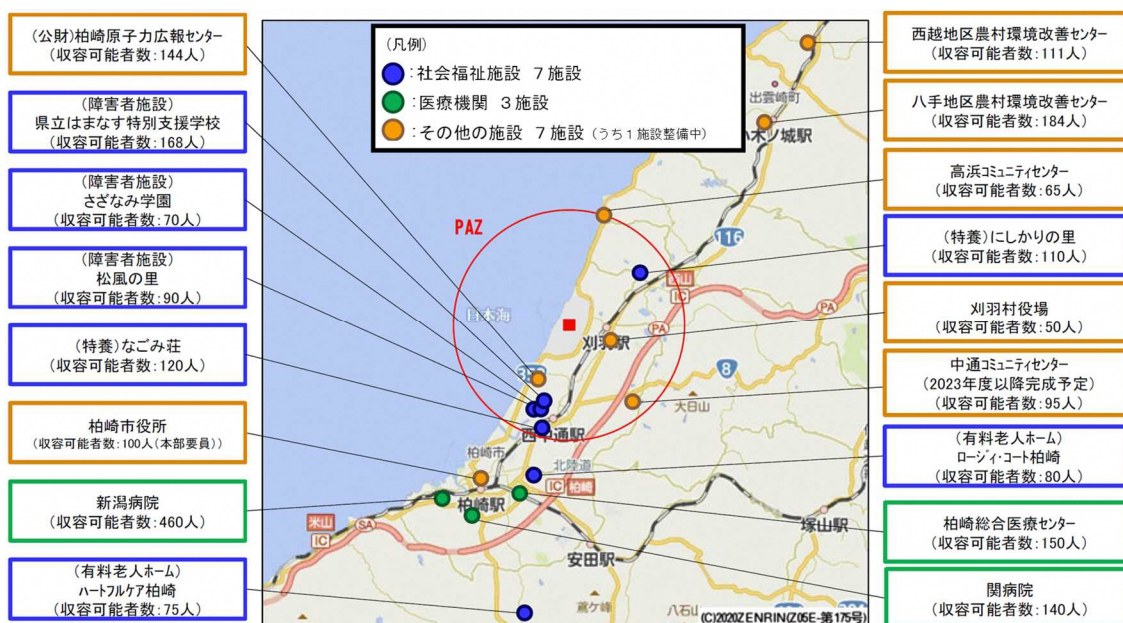 (公財)柏崎原子力広報センター
(収容可能者数:144人)
(障害者施設)
県立はまなす特別支援学校
(収容可能者数:168人)
(障害者施設)
さざなみ学園
(収容可能者数:70人)
(障害者施設)
松風の里
(収容可能者数:90人)
(特養)なごみ荘
(収容可能者数:120人)
柏崎市役所
(収容可能者数:100人(本部要員))
新潟病院
(収容可能者数:460人)
(有料老人ホーム)
ハートフルケア柏崎
(収容可能者数:75人)
(凡例)
:社会福祉施設 7施設
:医療機関 3施設
:その他の施設 7施設 (うち1施設整備中)
出雲崎町
小木ノ城駅
PAZ
116
米山
IC
PA
日本海
刈羽駅
PA
352
8
大日山
西中通駅
柏崎市
北陸道
IC 柏崎
柏崎駅
米山
SA
IC
塚山駅
安田駅
鳶ケ峰
八石山
(C)2020ZENRIN(Z05E-第175号)
西越地区農村環境改善センター
(収容可能者数:111人)
八手地区農村環境改善センター
(収容可能者数:184人)
高浜コミュニティセンター
(収容可能者数:65人)
(特養)にしかりの里
(収容可能者数:110人)
刈羽村役場
(収容可能者数:50人)
中通コミュニティセンター
(2023年度以降完成予定)
(収容可能者数:95人)
(有料老人ホーム)
ロージィ・コート柏崎
(収容可能者数:80人)
柏崎総合医療センター
(収容可能者数:150人)
関病院
(収容可能者数:140人)